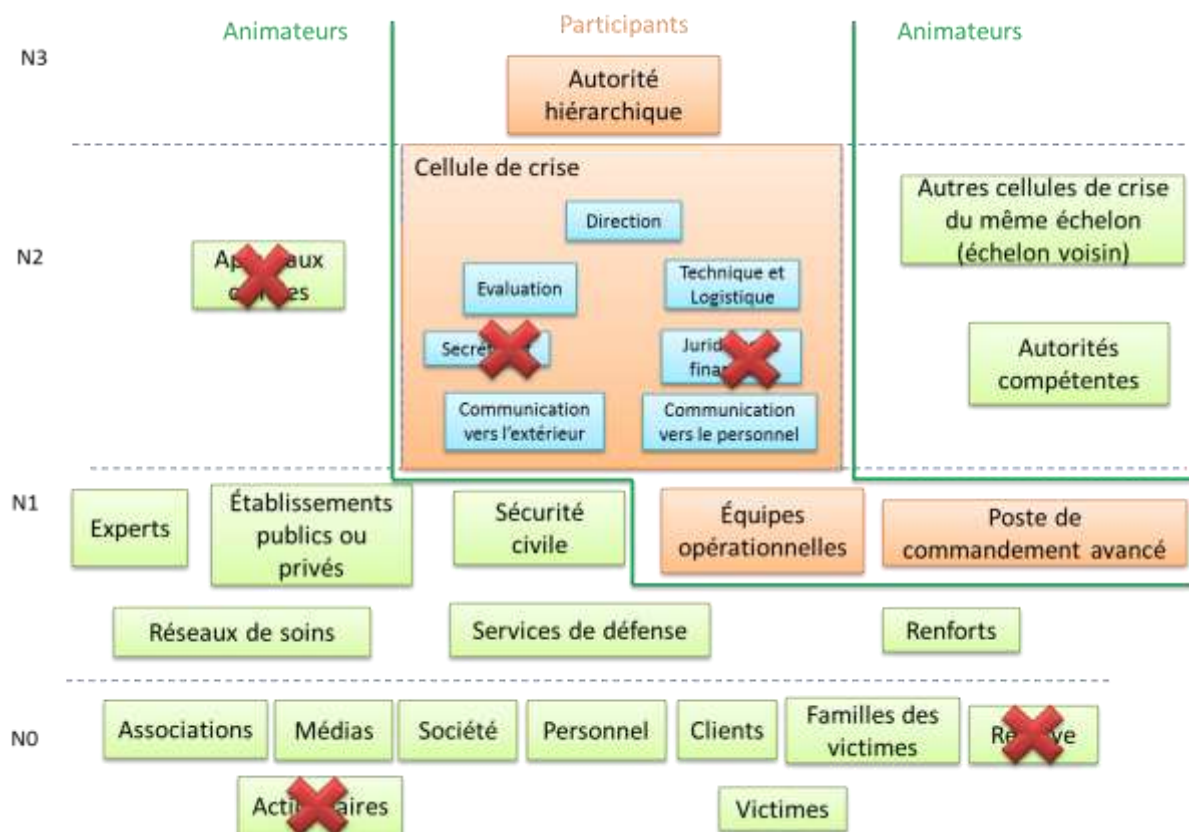 Animateurs
Participants
Animateurs
N3
Autorité
hiérarchique
Cellule de crise
Direction
Autres cellules de crise
du même échelon
(échelon voisin)
N2
Evaluation
Technique et
Logistique
Autorités
compétentes
Communication
vers l'extérieur
Communication
vers le personnel
N1
Experts
Établissements
publics ou
privés
Sécurité
civile
Équipes
opérationnelles
Poste de
commandement avancé
Réseaux de soins
Services de défense
Renforts
N0
Associations
Médias
Société
Personnel
Clients
Familles des
victimes
Victimes